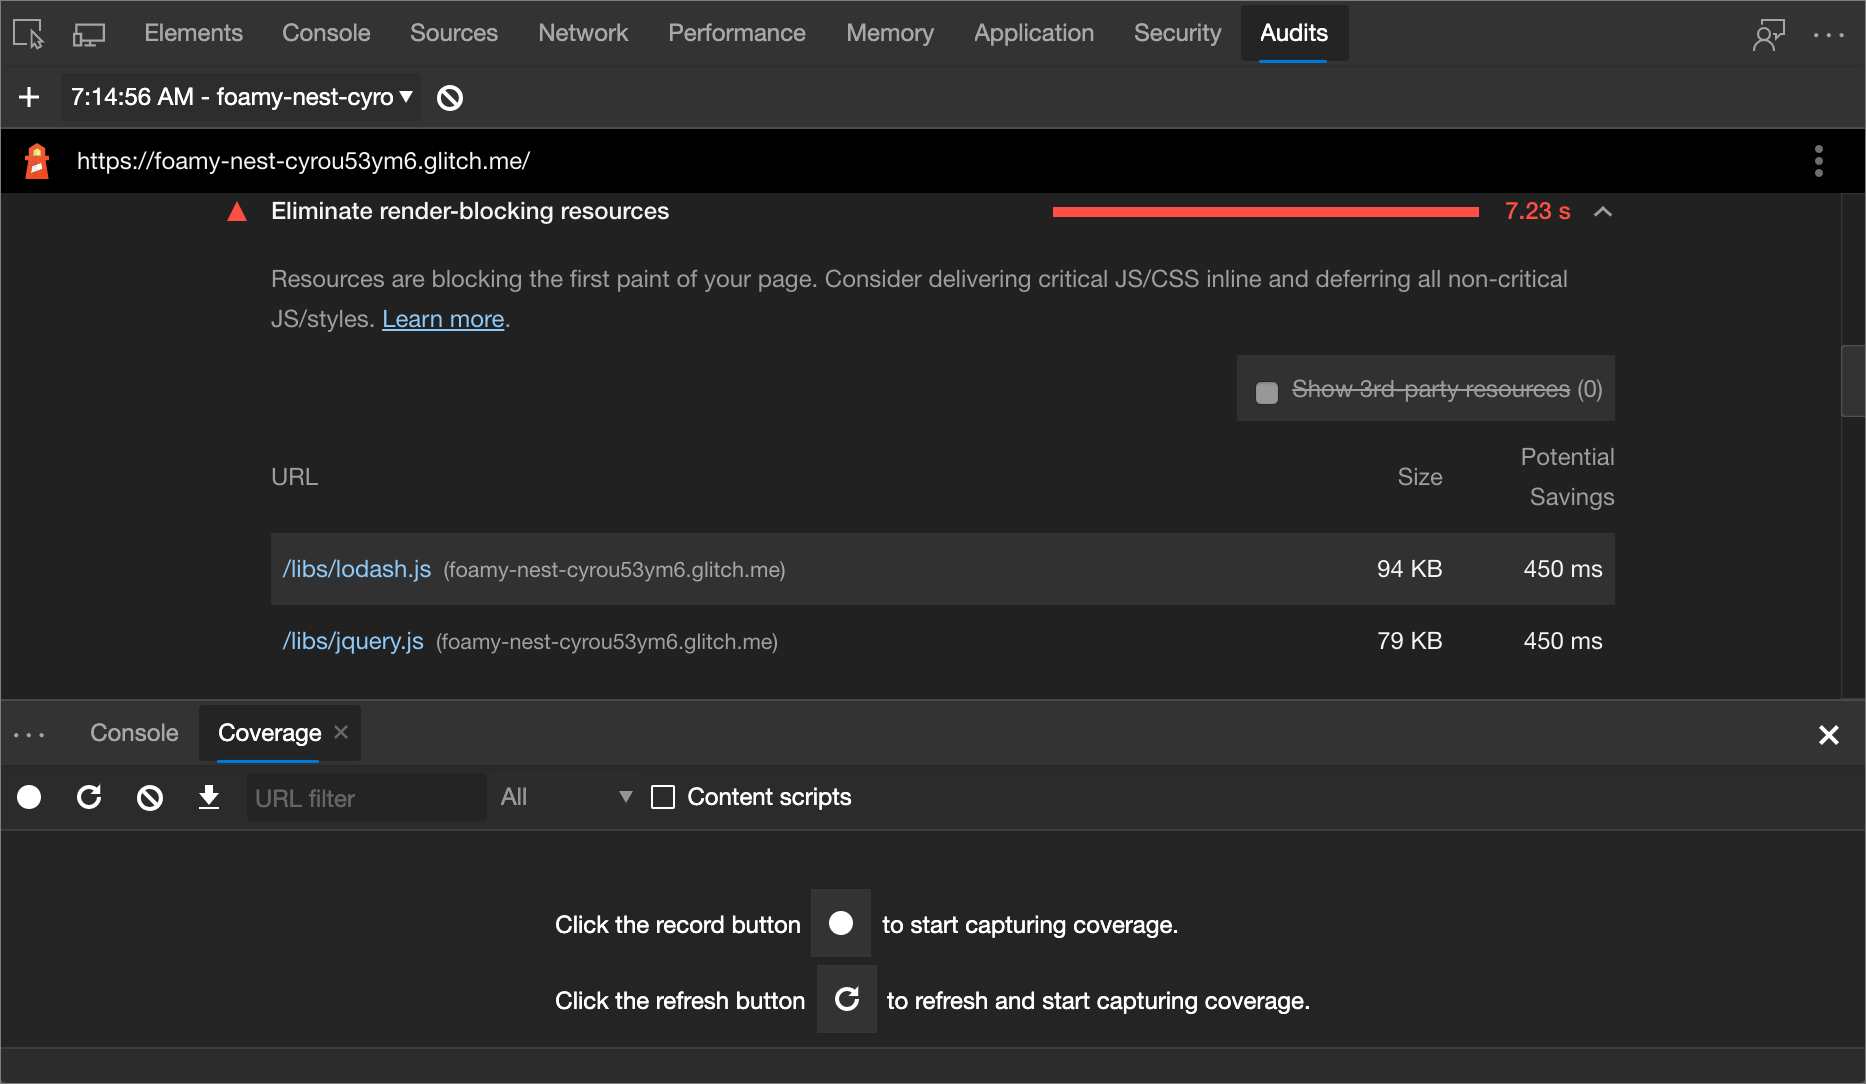 Elements Console Sources Network Performance Memory Application Security Audits
7:14:56 AM - foamy-nest-cyro
https://foamy-nest-cyrou53ym6.glitch.me/
Eliminate render-blocking resources 7.23 s
Resources are blocking the first paint of your page. Consider delivering critical JS/CSS inline and deferring all non-critical
JS/styles. Learn more.
Show 3rd-party resources (0)
URL Size Potential Savings
/libs/lodash.js (foamy-nest-cyrou53ym6.glitch.me) 94 KB 450 ms
/libs/jquery.js (foamy-nest-cyrou53ym6.glitch.me) 79 KB 450 ms
Console Coverage
URL filter All Content scripts
Click the record button to start capturing coverage.
Click the refresh button to refresh and start capturing coverage.